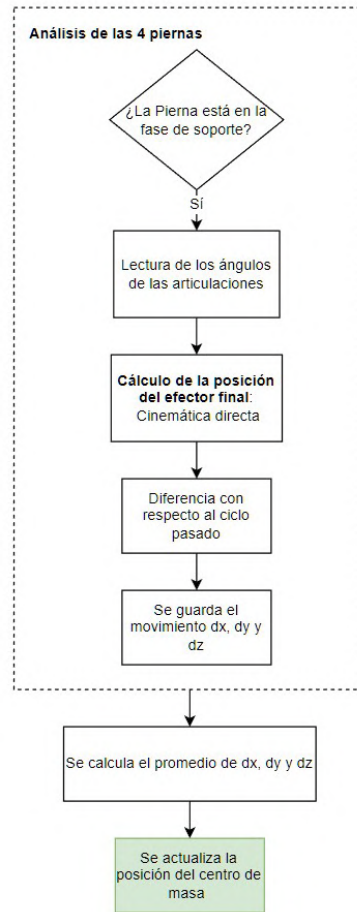 Análisis de las 4 piernas
¿La Pierna está en la
fase de soporte?
Sí
Lectura de los ángulos
de las articulaciones
Cálculo de la posición
del efector final:
Cinemática directa
Diferencia con
respecto al ciclo
pasado
Se guarda el
movimiento dx, dy y
dz
Se calcula el promedio de dx, dy y dz
Se actualiza la
posición del centro de
masa